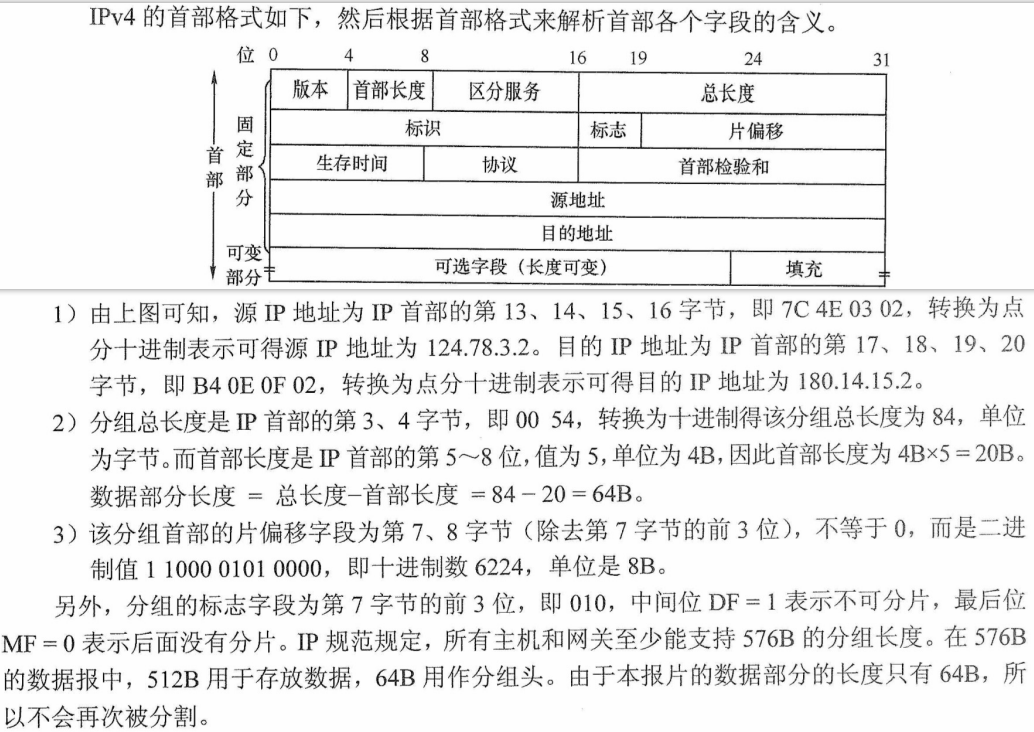 IPv4 的首部格式如下，然后根据首部格式来解析首部各个字段的含义。
位 0 4 8 16 19 24 31
版本 首部长度 区分服务 总长度
标识 标志 片偏移
生存时间 协议 首部检验和
源地址
目的地址
可选字段（长度可变） 填充
首部
固定部分
可变部分
1）由上图可知，源 IP 地址为 IP 首部的第 13、14、15、16 字节，即 7C 4E 03 02，转换为点
分十进制表示可得源 IP 地址为 124.78.3.2。目的 IP 地址为 IP 首部的第 17、18、19、20
字节，即 B4 0E 0F 02，转换为点分十进制表示可得目的 IP 地址为 180.14.15.2。
2）分组总长度是 IP 首部的第 3、4 字节，即 00 54，转换为十进制得该分组总长度为 84，单位
为字节。而首部长度是 IP 首部的第 5～8 位，值为 5，单位为 4B，因此首部长度为 4B×5 = 20B。
数据部分长度 = 总长度−首部长度 = 84 − 20 = 64B。
3）该分组首部的片偏移字段为第 7、8 字节（除去第 7 字节的前 3 位），不等于 0，而是二进
制值 1 1000 0101 0000，即十进制数 6224，单位是 8B。
另外，分组的标志字段为第 7 字节的前 3 位，即 010，中间位 DF = 1 表示不可分片，最后位
MF = 0 表示后面没有分片。IP 规范规定，所有主机和网关至少能支持 576B 的分组长度。在 576B
的数据报中，512B 用于存放数据，64B 用作分组头。由于本报片的数据部分的长度只有 64B，所
以不会再次被分割。